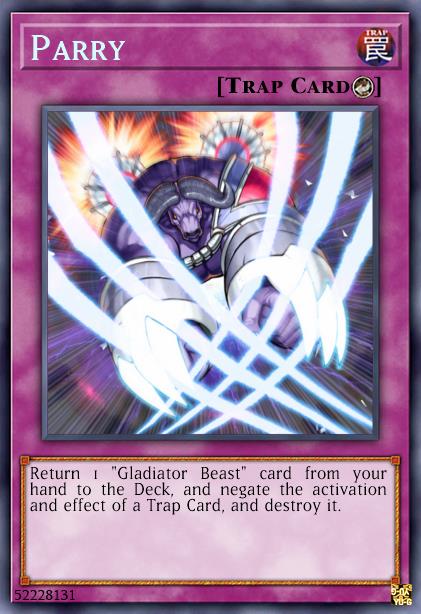 Parry
TRAP
罠
[Trap Card]
Return 1 "Gladiator Beast" card from your
hand to the Deck, and negate the activation
and effect of a Trap Card, and destroy it.
52228131